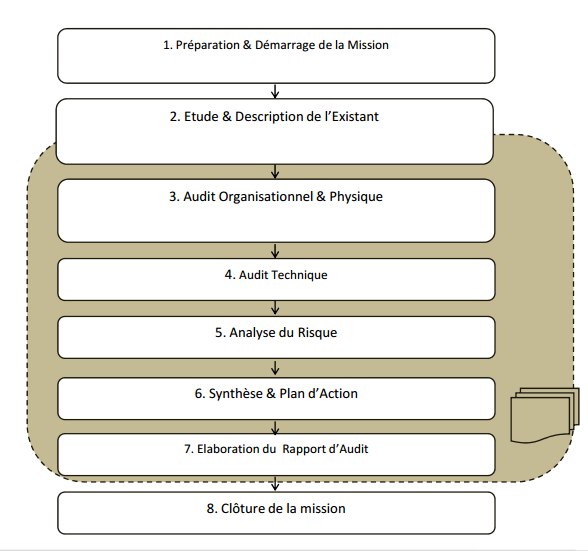 1. Préparation & Démarrage de la Mission
2. Etude & Description de l’Existant
3. Audit Organisationnel & Physique
4. Audit Technique
5. Analyse du Risque
6. Synthèse & Plan d’Action
7. Elaboration du Rapport d’Audit
8. Clôture de la mission